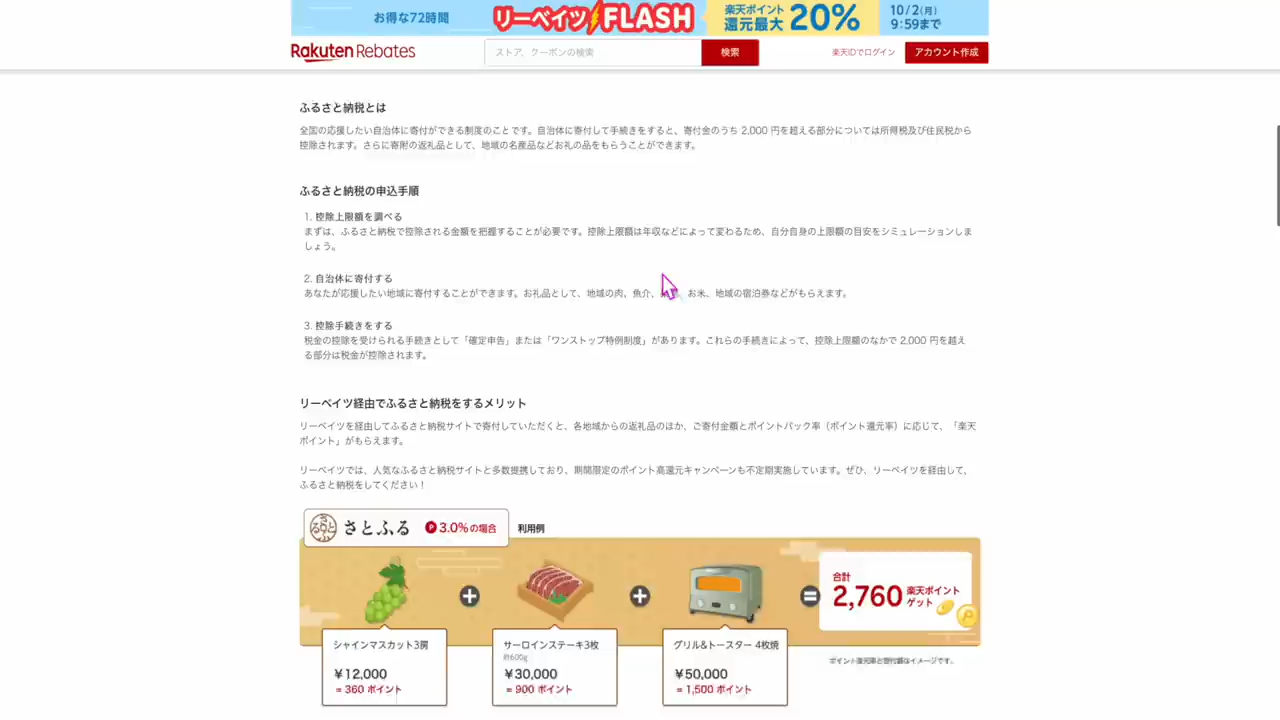 お得な72時間
リーベイツFLASH
楽天ポイント
還元最大 20%
10/2(月)
9:59まで
Rakuten Rebates
ストア、クーポンの検索
検索
楽天IDでログイン
アカウント作成
ふるさと納税とは
全国の応援したい自治体に寄付ができる制度のことです。自治体に寄付して手続きをすると、寄付金のうち 2,000 円を超える部分については所得税及び住民税から
控除されます。さらに寄附の返礼品として、地域の名産品などお礼の品をもらうことができます。
ふるさと納税の申込手順
1. 控除上限額を調べる
まずは、ふるさと納税で控除される金額を把握することが必要です。控除上限額は年収などによって変わるため、自分自身の上限額の目安をシミュレーションしま
しょう。
2. 自治体に寄付する
あなたが応援したい地域に寄付することができます。お礼品として、地域の肉、魚介、 お米、地域の宿泊券などがもらえます。
3. 控除手続きをする
税金の控除を受けられる手続きとして「確定申告」または「ワンストップ特例制度」があります。これらの手続きによって、控除上限額のなかで 2,000 円を越え
る部分は税金が控除されます。
リーベイツ経由でふるさと納税をするメリット
リーベイツを経由してふるさと納税サイトで寄付していただくと、各地域からの返礼品のほか、ご寄付金額とポイントバック率（ポイント還元率）に応じて、「楽天
ポイント」がもらえます。
リーベイツでは、人気なふるさと納税サイトと多数提携しており、期間限定のポイント高還元キャンペーンも不定期実施しています。ぜひ、リーベイツを経由して、
ふるさと納税をしてください！
さとふる P 3.0%の場合 利用例
合計
2,760 楽天ポイント
ゲット
シャインマスカット3房
¥12,000
= 360 ポイント
サーロインステーキ3枚
約600g
¥30,000
= 900 ポイント
グリル&トースター 4枚焼
¥50,000
= 1,500 ポイント
ポイント還元率と寄付額はイメージです。